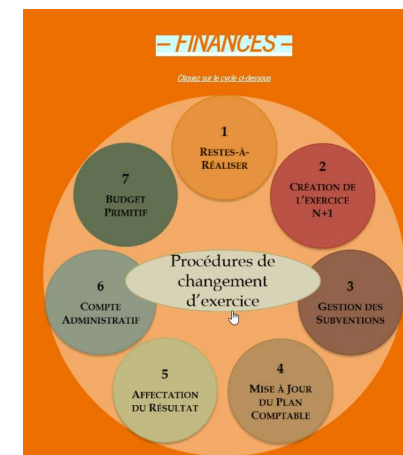 – FINANCES –
Cliquez sur le cycle ci-dessous
1
RESTES-À-
RÉALISER
2
CRÉATION DE
L'EXERCICE
N+1
3
GESTION DES
SUBVENTIONS
4
MISE À JOUR
DU PLAN
COMPTABLE
5
AFFECTATION
DU RÉSULTAT
6
COMPTE
ADMINISTRATIF
7
BUDGET
PRIMITIF
Procédures de
changement
d'exercice